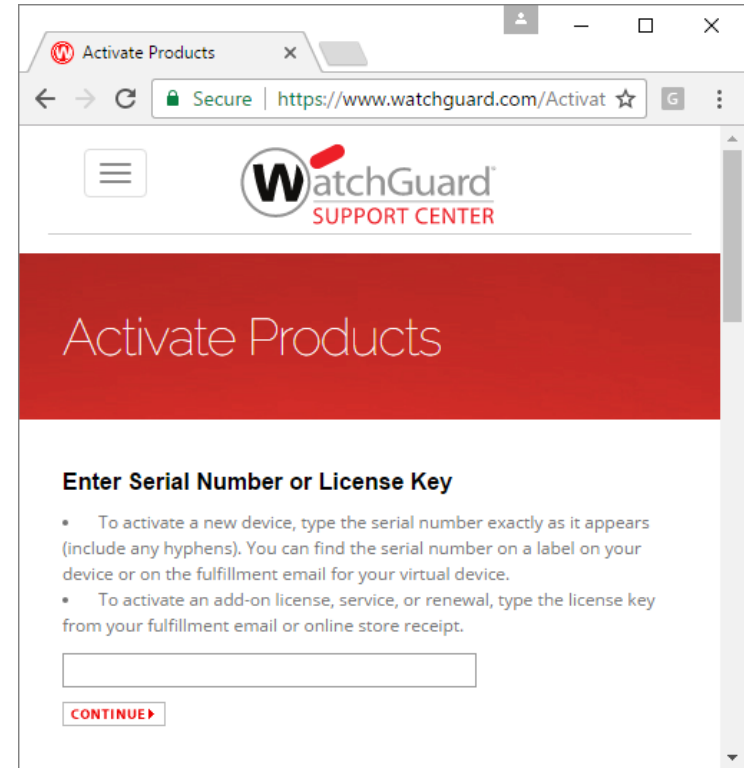 Activate Products
Secure | https://www.watchguard.com/Activat
G
WatchGuard
SUPPORT CENTER
Activate Products
Enter Serial Number or License Key
• To activate a new device, type the serial number exactly as it appears
(include any hyphens). You can find the serial number on a label on your
device or on the fulfillment email for your virtual device.
• To activate an add-on license, service, or renewal, type the license key
from your fulfillment email or online store receipt.
CONTINUE